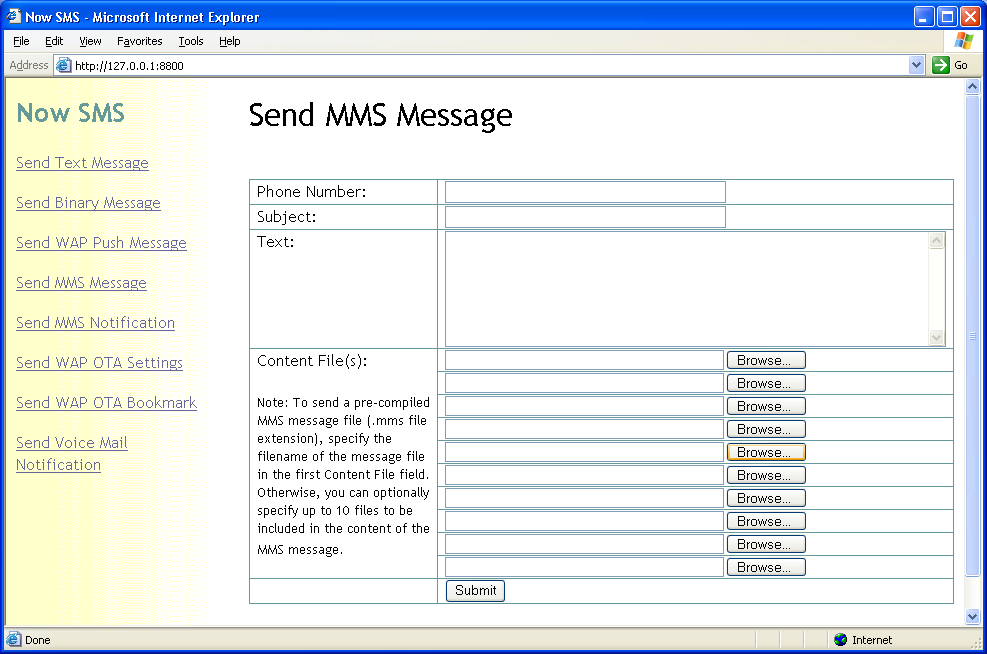 Now SMS - Microsoft Internet Explorer
File Edit View Favorites Tools Help
Address http://127.0.0.1:8800 Go
Now SMS
Send Text Message
Send Binary Message
Send WAP Push Message
Send MMS Message
Send MMS Notification
Send WAP OTA Settings
Send WAP OTA Bookmark
Send Voice Mail
Notification
Send MMS Message
Phone Number:
Subject:
Text:
Content File(s):
Note: To send a pre-compiled
MMS message file (.mms file
extension), specify the
filename of the message file
in the first Content File field.
Otherwise, you can optionally
specify up to 10 files to be
included in the content of the
MMS message.
Browse...
Browse...
Browse...
Browse...
Browse...
Browse...
Browse...
Browse...
Browse...
Browse...
Submit
Done Internet